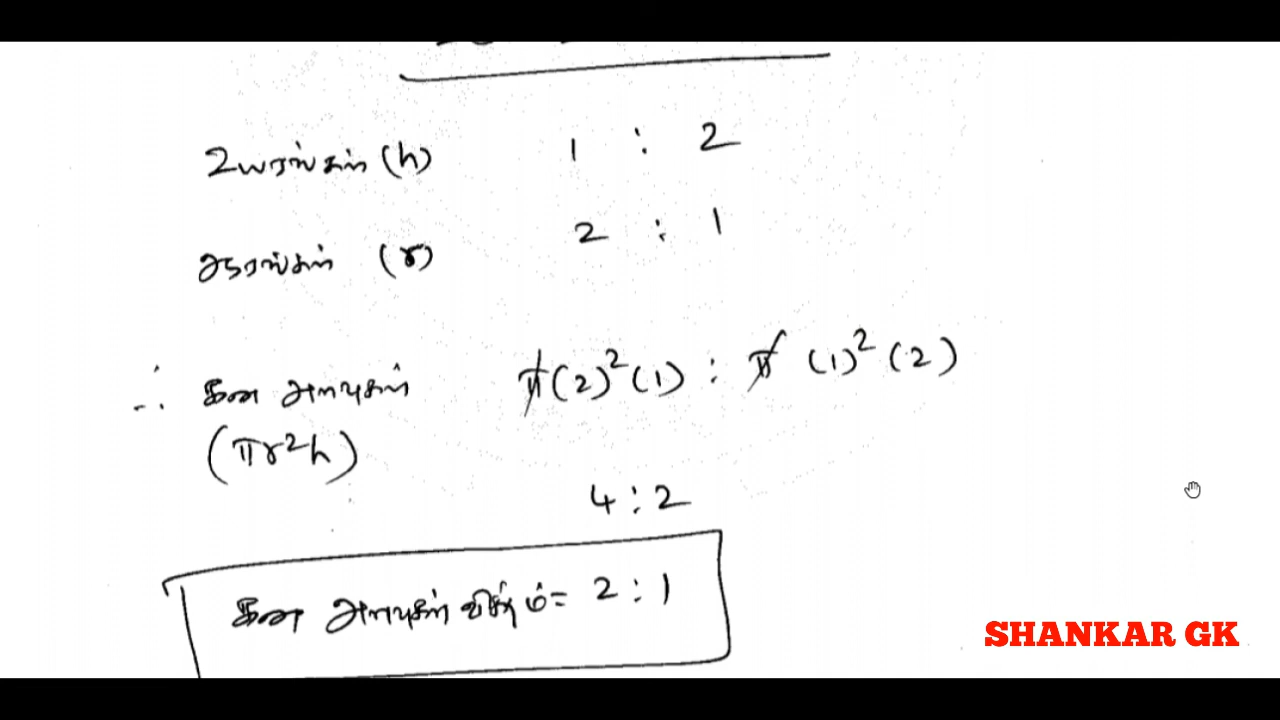 உயரங்கள் (h) 1 : 2
ஆரங்கள் (r) 2 : 1
∴ கன அளவுகள் π(2)²(1) : π (1)²(2)
(πr²h)
4 : 2
கன அளவுகள் விகிதம் = 2 : 1
SHANKAR GK